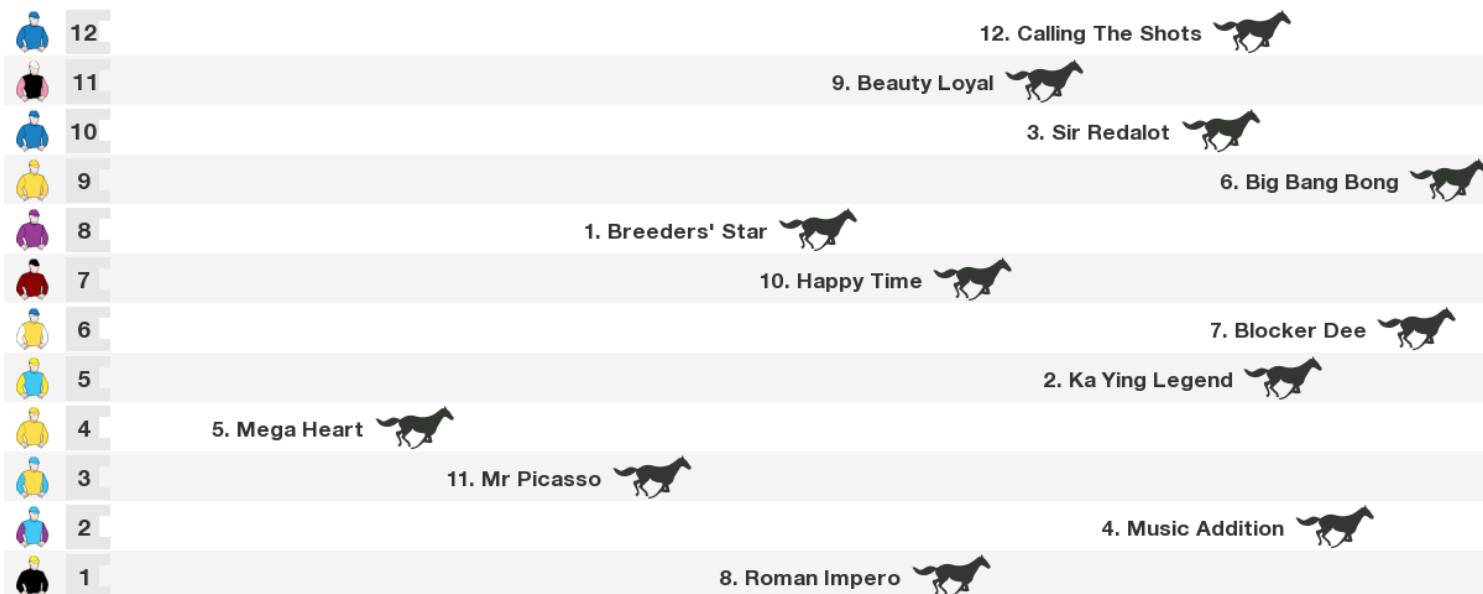 12 12. Calling The Shots
11 9. Beauty Loyal
10 3. Sir Redalot
9 6. Big Bang Bong
8 1. Breeders' Star
7 10. Happy Time
6 7. Blocker Dee
5 2. Ka Ying Legend
4 5. Mega Heart
3 11. Mr Picasso
2 4. Music Addition
1 8. Roman Impero